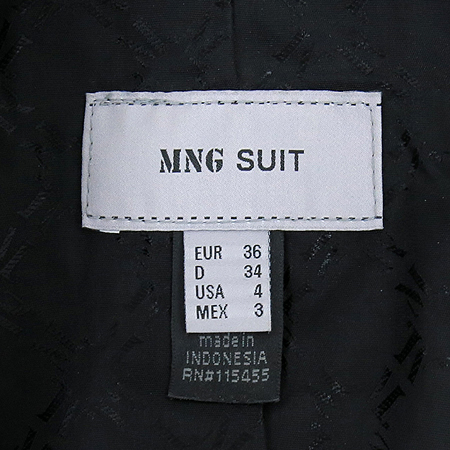 MNG SUIT
EUR 36
D 34
USA 4
MEX 3
made in
INDONESIA
RN#115455